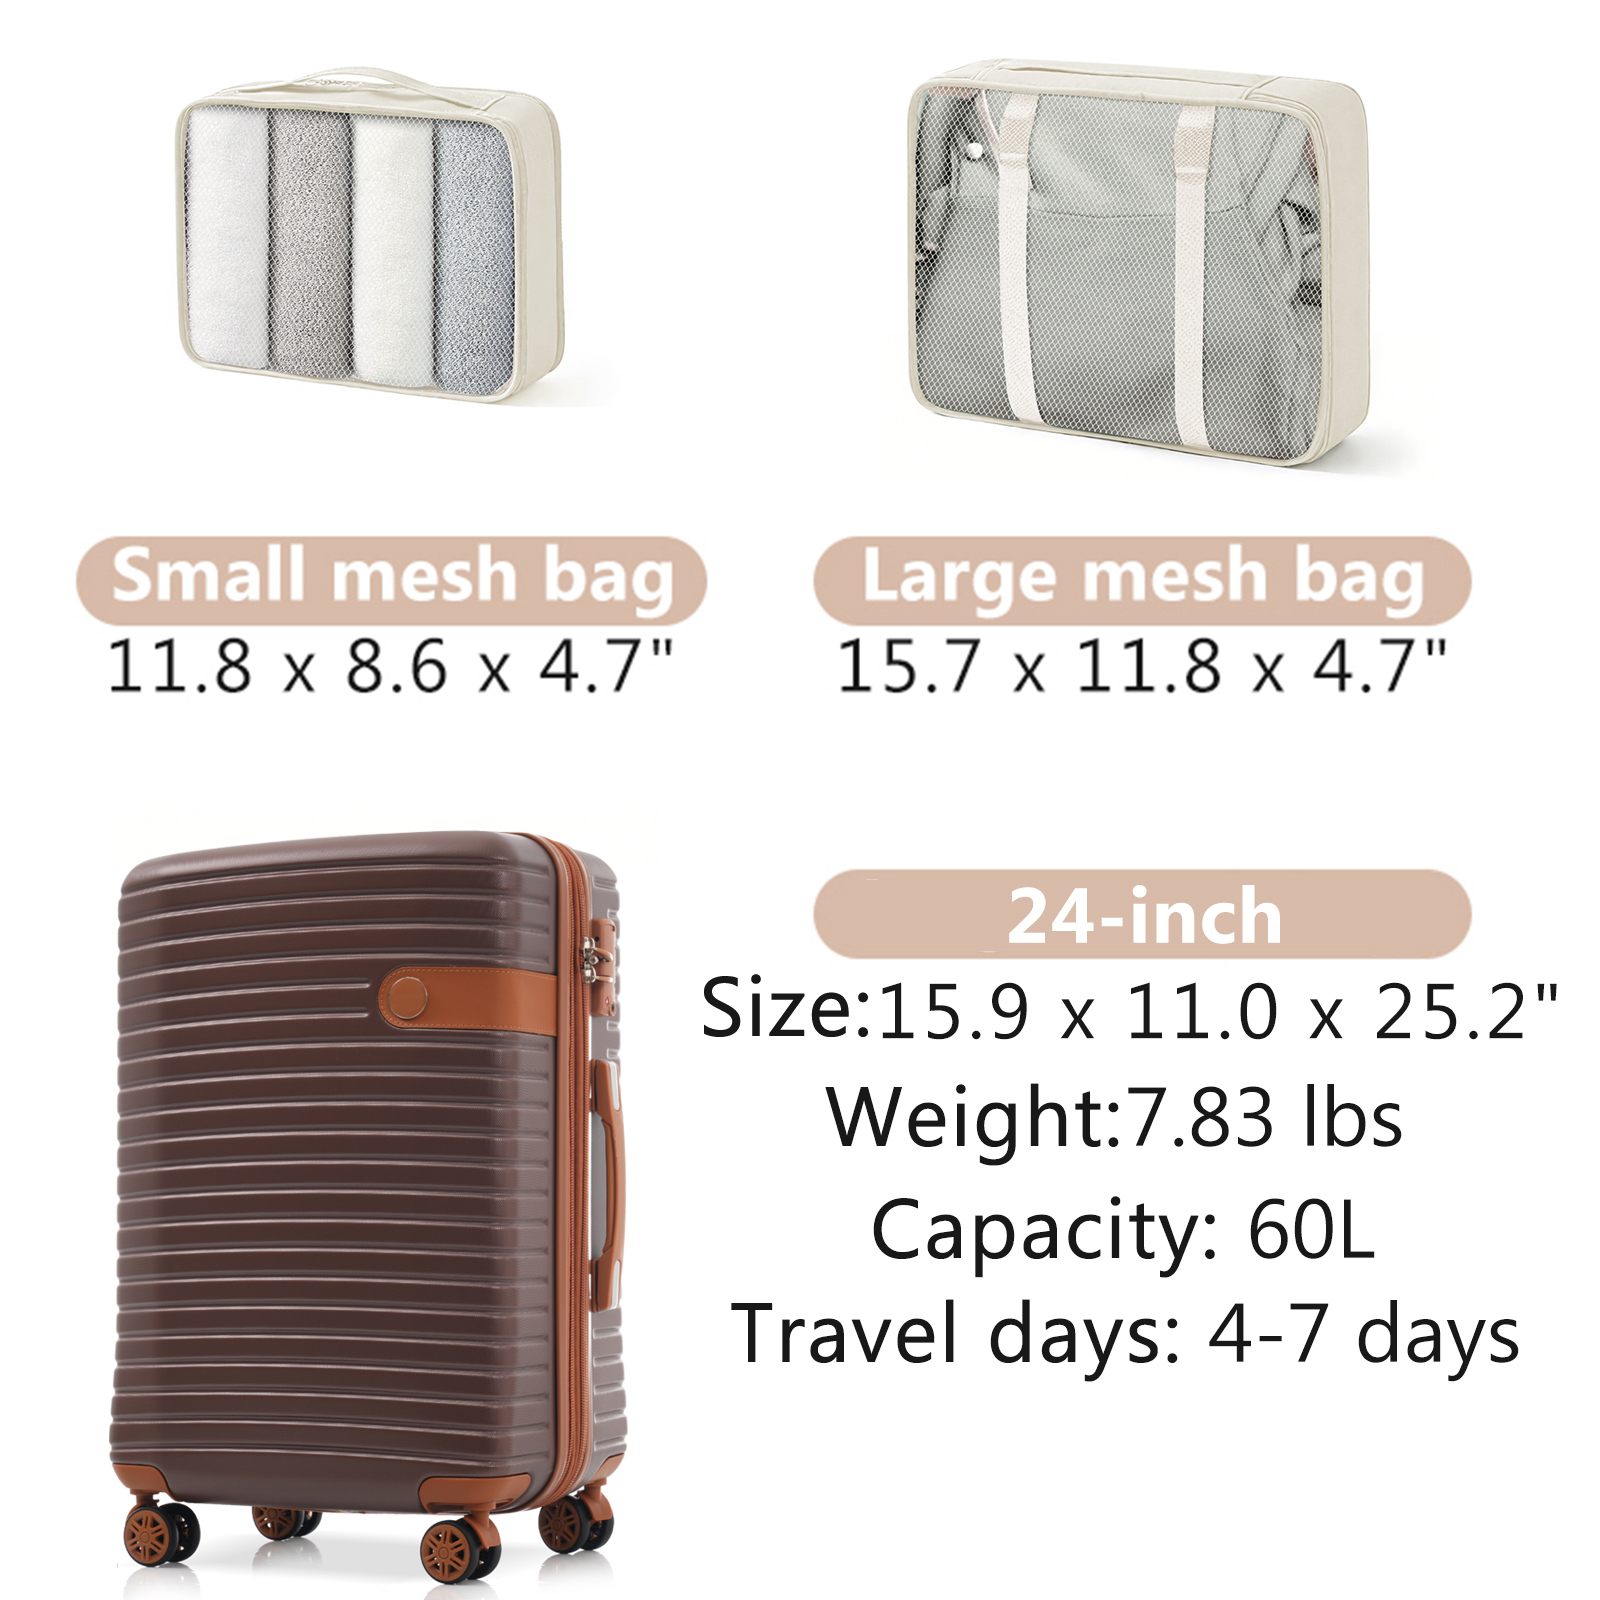 Small mesh bag
11.8 x 8.6 x 4.7"
Large mesh bag
15.7 x 11.8 x 4.7"
24-inch
Size:15.9 x 11.0 x 25.2"
Weight:7.83 lbs
Capacity: 60L
Travel days: 4-7 days